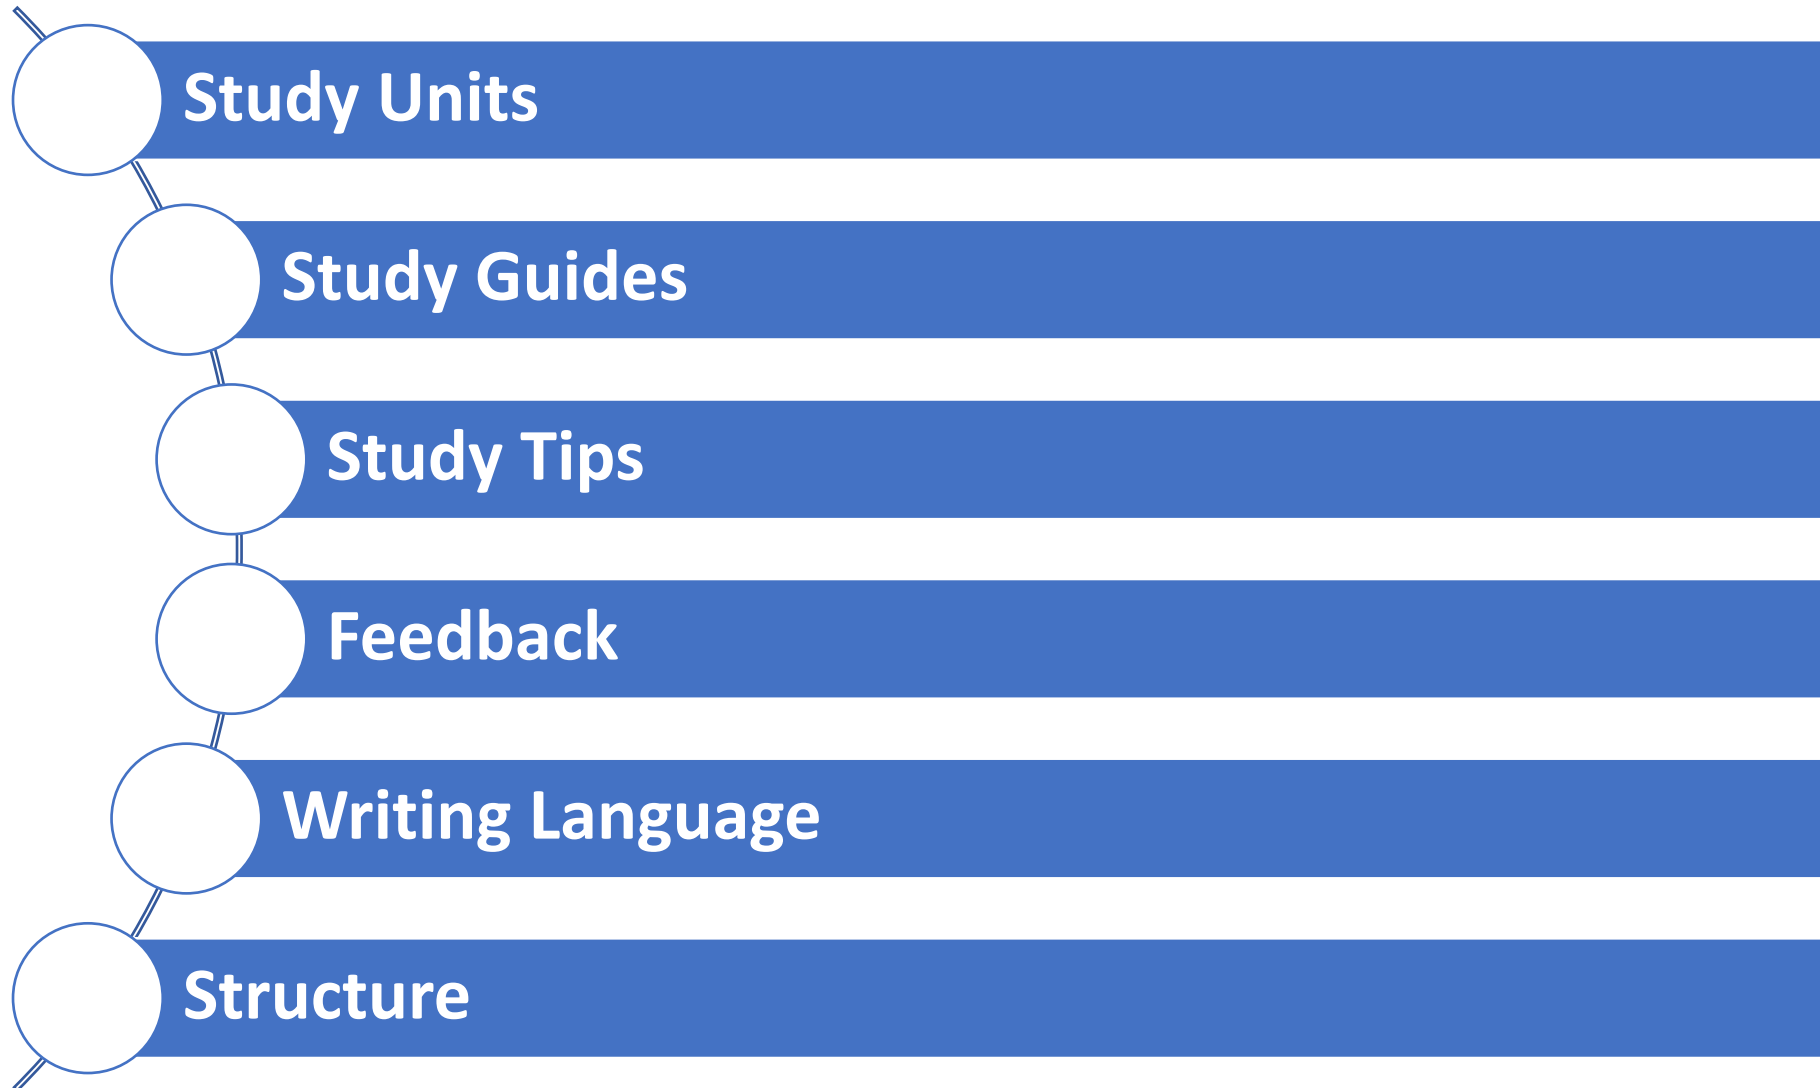 Study Units
Study Guides
Study Tips
Feedback
Writing Language
Structure